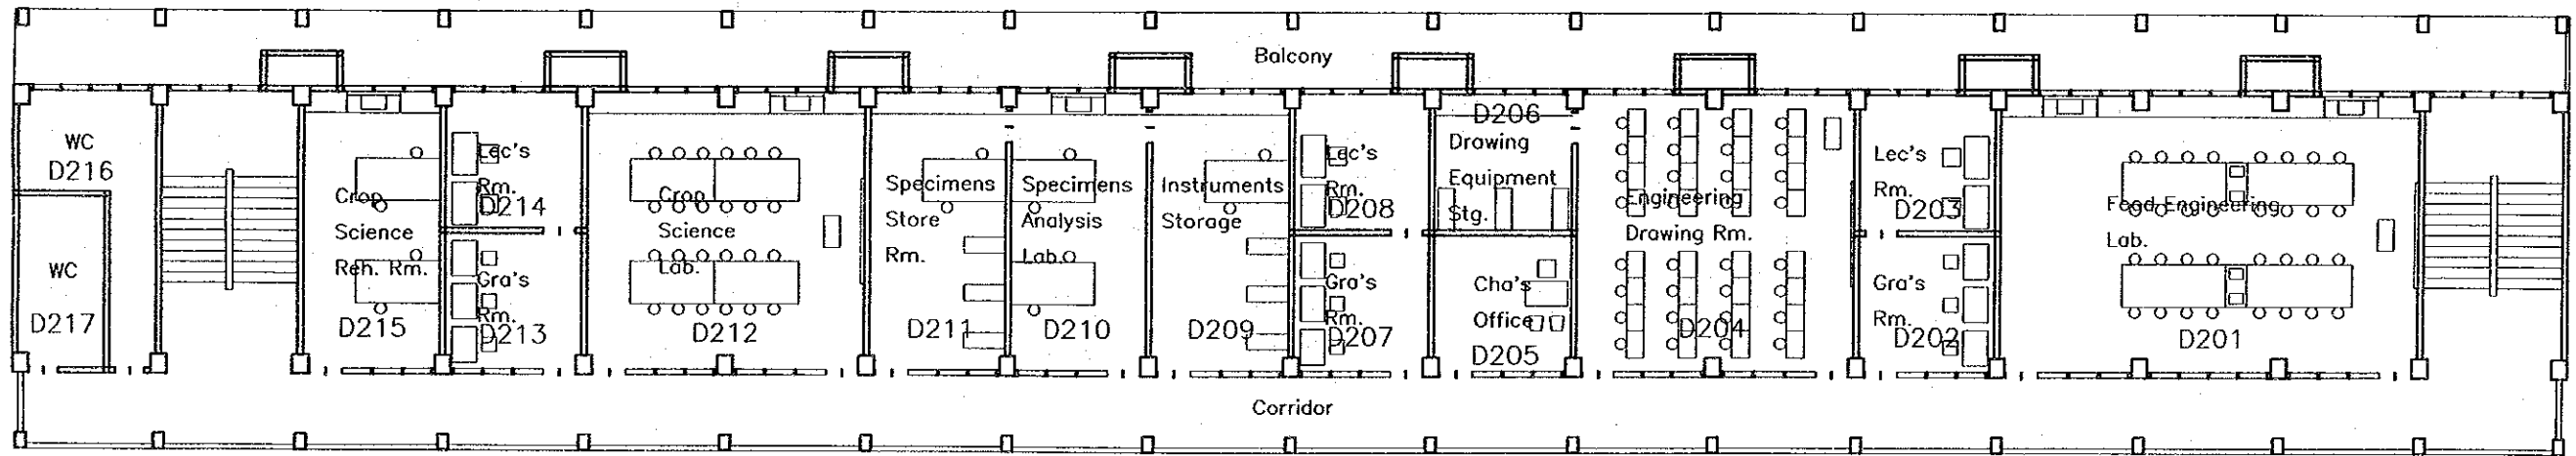 Balcony
WC
D216
WC
D217
Crop
Science
Reh. Rm.
D215
Lec's
Rm.
D214
Gra's
Rm.
D213
Crop
Science
Lab.
D212
Specimens
Store
Rm.
D211
Specimens
Analysis
Lab.
D210
Instruments
Storage
D209
Lec's
Rm.
D208
Gra's
Rm.
D207
D206
Drawing
Equipment
Stg.
Cha's
Office
D205
Engineering
Drawing Rm.
D204
Lec's
Rm.
D203
Gra's
Rm.
D202
Food Engineering
Lab.
D201
Corridor